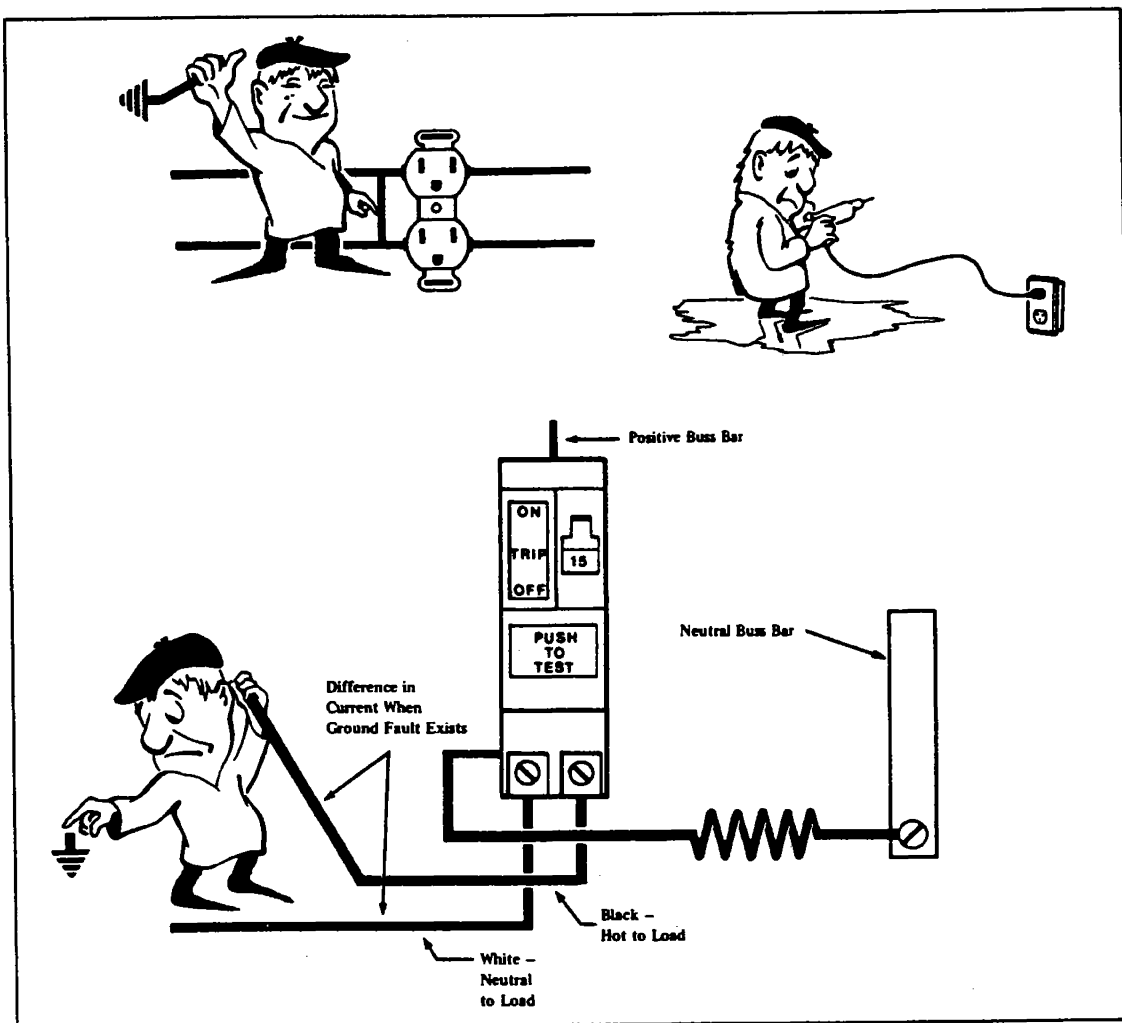 Positive Buss Bar
ON
TRIP
OFF
15
PUSH
TO
TEST
Neutral Buss Bar
Difference in
Current When
Ground Fault Exists
Black –
Hot to Load
White –
Neutral
to Load